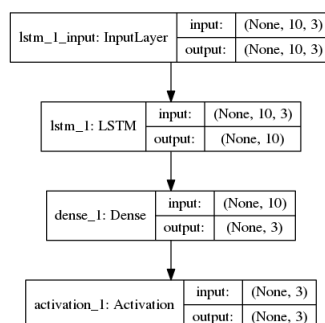 lstm_1_input: InputLayer
input: (None, 10, 3)
output: (None, 10, 3)
lstm_1: LSTM
input: (None, 10, 3)
output: (None, 10)
dense_1: Dense
input: (None, 10)
output: (None, 3)
activation_1: Activation
input: (None, 3)
output: (None, 3)